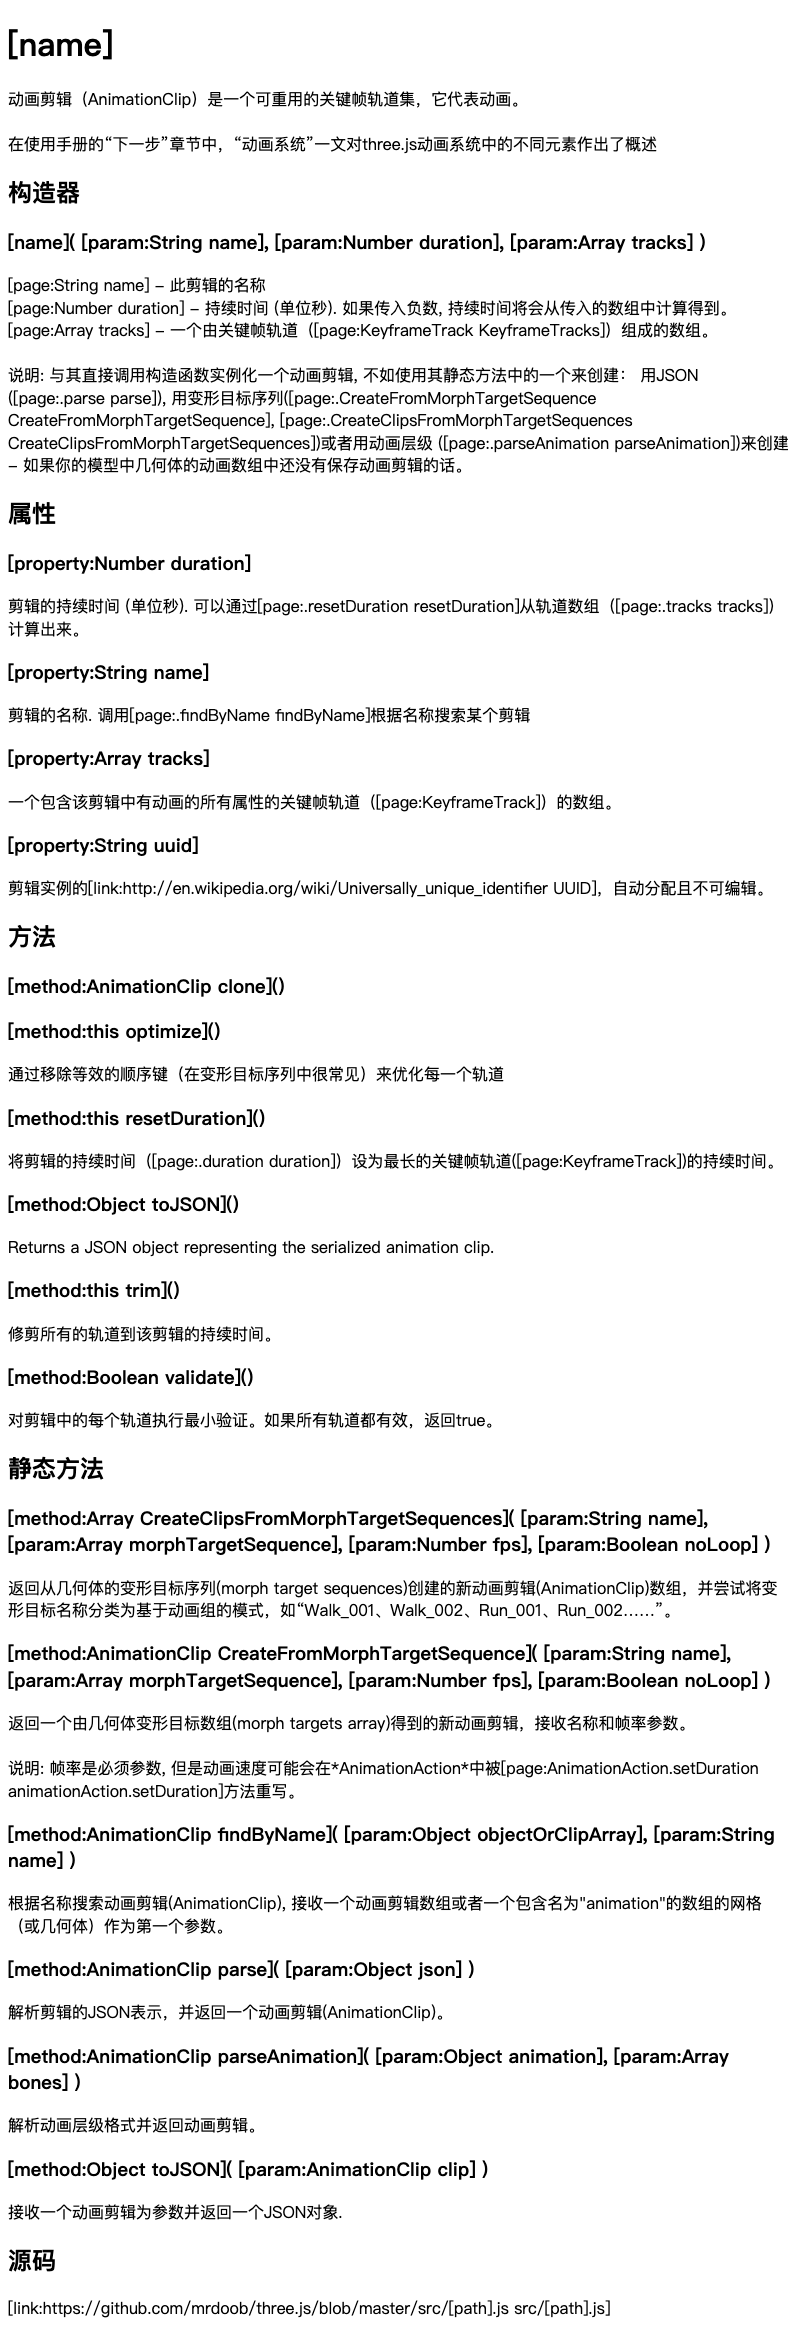 [name]
动画剪辑（AnimationClip）是一个可重用的关键帧轨道集，它代表动画。
在使用手册的“下一步”章节中，“动画系统”一文对three.js动画系统中的不同元素作出了概述
构造器
[name]( [param:String name], [param:Number duration], [param:Array tracks] )
[page:String name] - 此剪辑的名称
[page:Number duration] - 持续时间 (单位秒). 如果传入负数, 持续时间将会从传入的数组中计算得到。
[page:Array tracks] - 一个由关键帧轨道（[page:KeyframeTrack KeyframeTracks]）组成的数组。
说明: 与其直接调用构造函数实例化一个动画剪辑, 不如使用其静态方法中的一个来创建： 用JSON
([page:.parse parse]), 用变形目标序列([page:.CreateFromMorphTargetSequence
CreateFromMorphTargetSequence], [page:.CreateClipsFromMorphTargetSequences
CreateClipsFromMorphTargetSequences])或者用动画层级 ([page:.parseAnimation parseAnimation])来创建
- 如果你的模型中几何体的动画数组中还没有保存动画剪辑的话。
属性
[property:Number duration]
剪辑的持续时间 (单位秒). 可以通过[page:.resetDuration resetDuration]从轨道数组（[page:.tracks tracks])
计算出来。
[property:String name]
剪辑的名称. 调用[page:.findByName findByName]根据名称搜索某个剪辑
[property:Array tracks]
一个包含该剪辑中有动画的所有属性的关键帧轨道（[page:KeyframeTrack]）的数组。
[property:String uuid]
剪辑实例的[link:http://en.wikipedia.org/wiki/Universally_unique_identifier UUID]，自动分配且不可编辑。
方法
[method:AnimationClip clone]()
[method:this optimize]()
通过移除等效的顺序键（在变形目标序列中很常见）来优化每一个轨道
[method:this resetDuration]()
将剪辑的持续时间（[page:.duration duration]）设为最长的关键帧轨道([page:KeyframeTrack])的持续时间。
[method:Object toJSON]()
Returns a JSON object representing the serialized animation clip.
[method:this trim]()
修剪所有的轨道到该剪辑的持续时间。
[method:Boolean validate]()
对剪辑中的每个轨道执行最小验证。如果所有轨道都有效，返回true。
静态方法
[method:Array CreateClipsFromMorphTargetSequences]( [param:String name],
[param:Array morphTargetSequence], [param:Number fps], [param:Boolean noLoop] )
返回从几何体的变形目标序列(morph target sequences)创建的新动画剪辑(AnimationClip)数组，并尝试将变
形目标名称分类为基于动画组的模式，如“Walk_001、Walk_002、Run_001、Run_002……”。
[method:AnimationClip CreateFromMorphTargetSequence]( [param:String name],
[param:Array morphTargetSequence], [param:Number fps], [param:Boolean noLoop] )
返回一个由几何体变形目标数组(morph targets array)得到的新动画剪辑，接收名称和帧率参数。
说明: 帧率是必须参数, 但是动画速度可能会在*AnimationAction*中被[page:AnimationAction.setDuration
animationAction.setDuration]方法重写。
[method:AnimationClip findByName]( [param:Object objectOrClipArray], [param:String
name] )
根据名称搜索动画剪辑(AnimationClip), 接收一个动画剪辑数组或者一个包含名为"animation"的数组的网格
（或几何体）作为第一个参数。
[method:AnimationClip parse]( [param:Object json] )
解析剪辑的JSON表示，并返回一个动画剪辑(AnimationClip)。
[method:AnimationClip parseAnimation]( [param:Object animation], [param:Array
bones] )
解析动画层级格式并返回动画剪辑。
[method:Object toJSON]( [param:AnimationClip clip] )
接收一个动画剪辑为参数并返回一个JSON对象.
源码
[link:https://github.com/mrdoob/three.js/blob/master/src/[path].js src/[path].js]